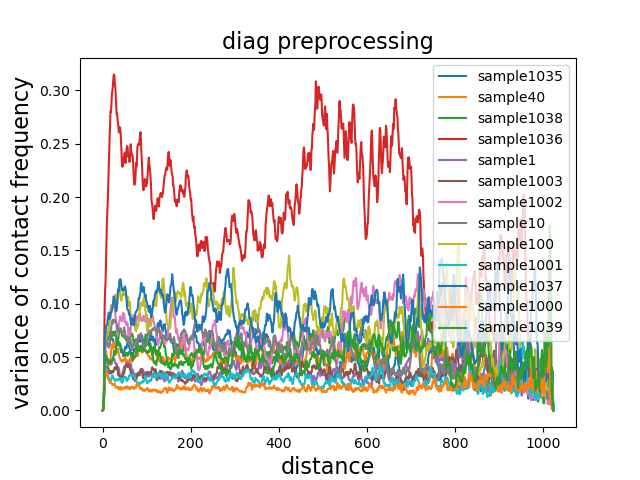 diag preprocessing
variance of contact frequency
0.30
0.25
0.20
0.15
0.10
0.05
0.00
sample1035
sample40
sample1038
sample1036
sample1
sample1003
sample1002
sample10
sample100
sample1001
sample1037
sample1000
sample1039
0
200
400
600
800
1000
distance